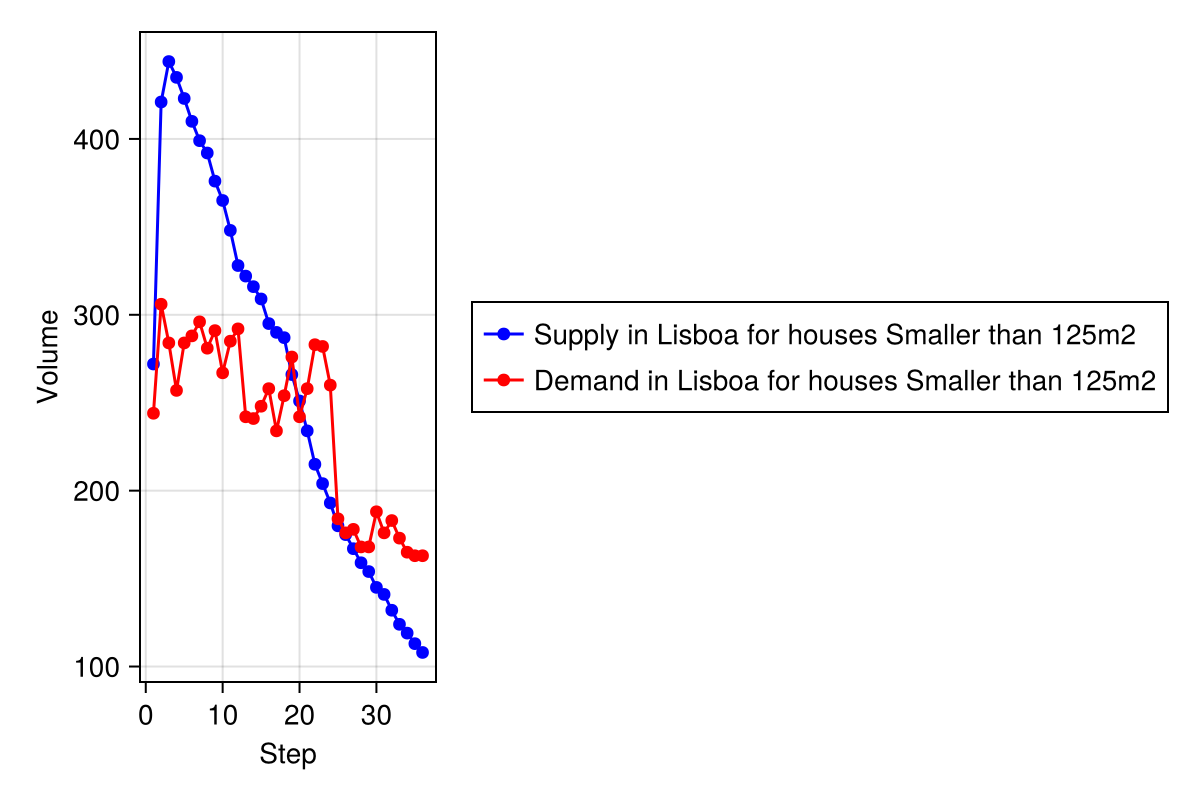 400
300
200
100
Volume
0 10 20 30
Step
Supply in Lisboa for houses Smaller than 125m2
Demand in Lisboa for houses Smaller than 125m2